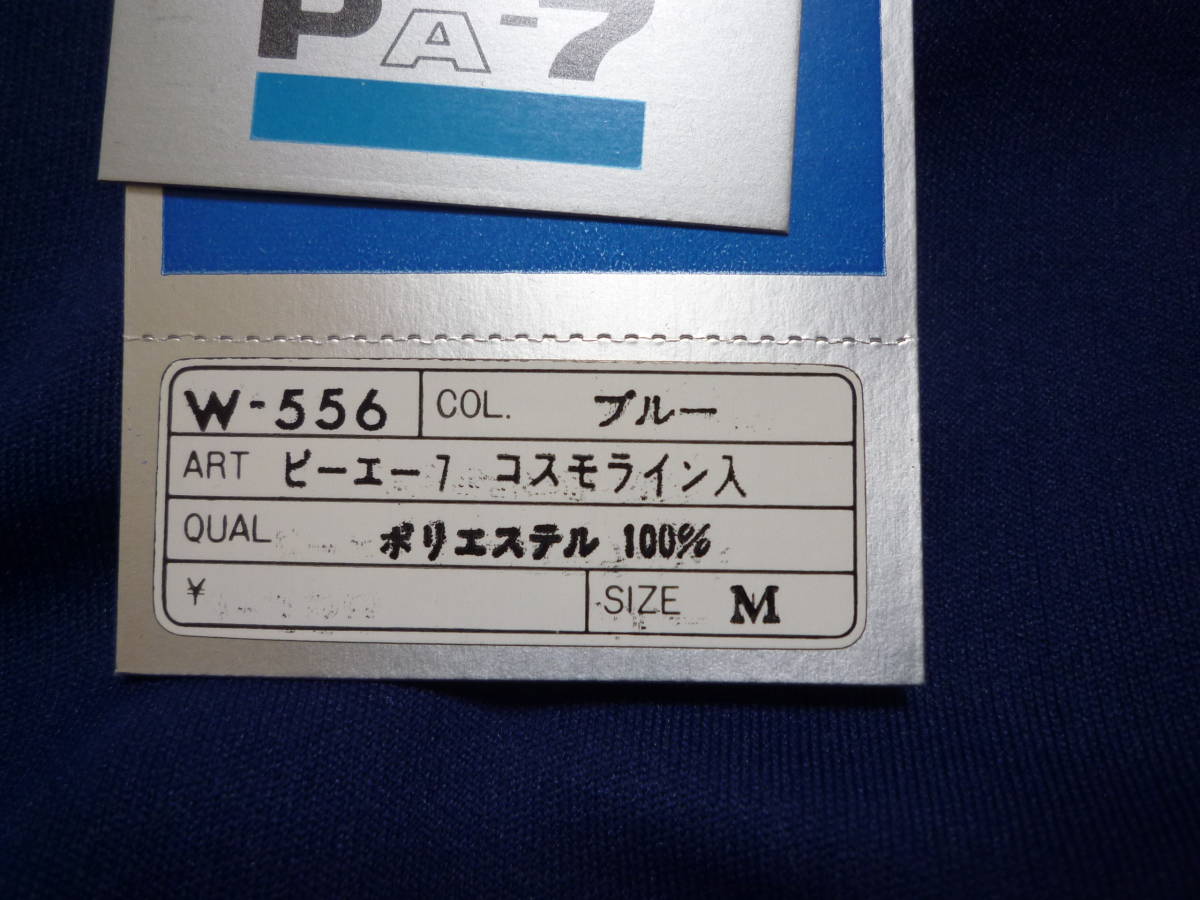 PA-7
W-556 COL. ブルー
ART ピーエー7 コスモライン入
QUAL ポリエステル 100%
¥ SIZE M